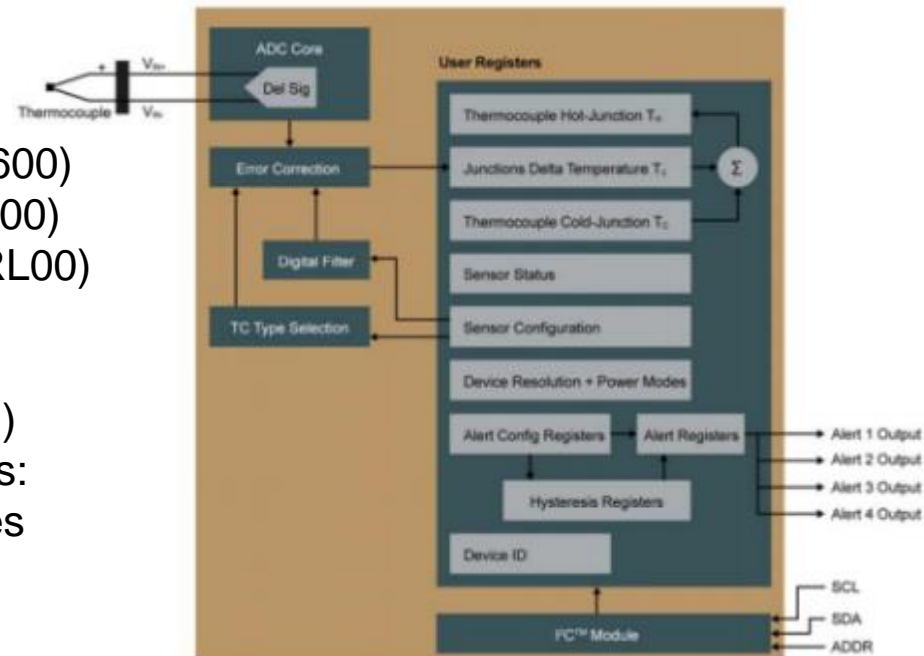 600)
00)
RL00)
)
s:
es
ADC Core
Del Sig
+
Thermocouple
Error Correction
Digital Filter
TC Type Selection
User Registers
Thermocouple Hot-Junction
Junctions Delta Temperature
Thermocouple Cold-Junction
Σ
Sensor Status
Sensor Configuration
Device Resolution + Power Modes
Alert Config Registers
Alert Registers
Hysteresis Registers
Device ID
Alert 1 Output
Alert 2 Output
Alert 3 Output
Alert 4 Output
I²C™ Module
SCL
SDA
ADDR